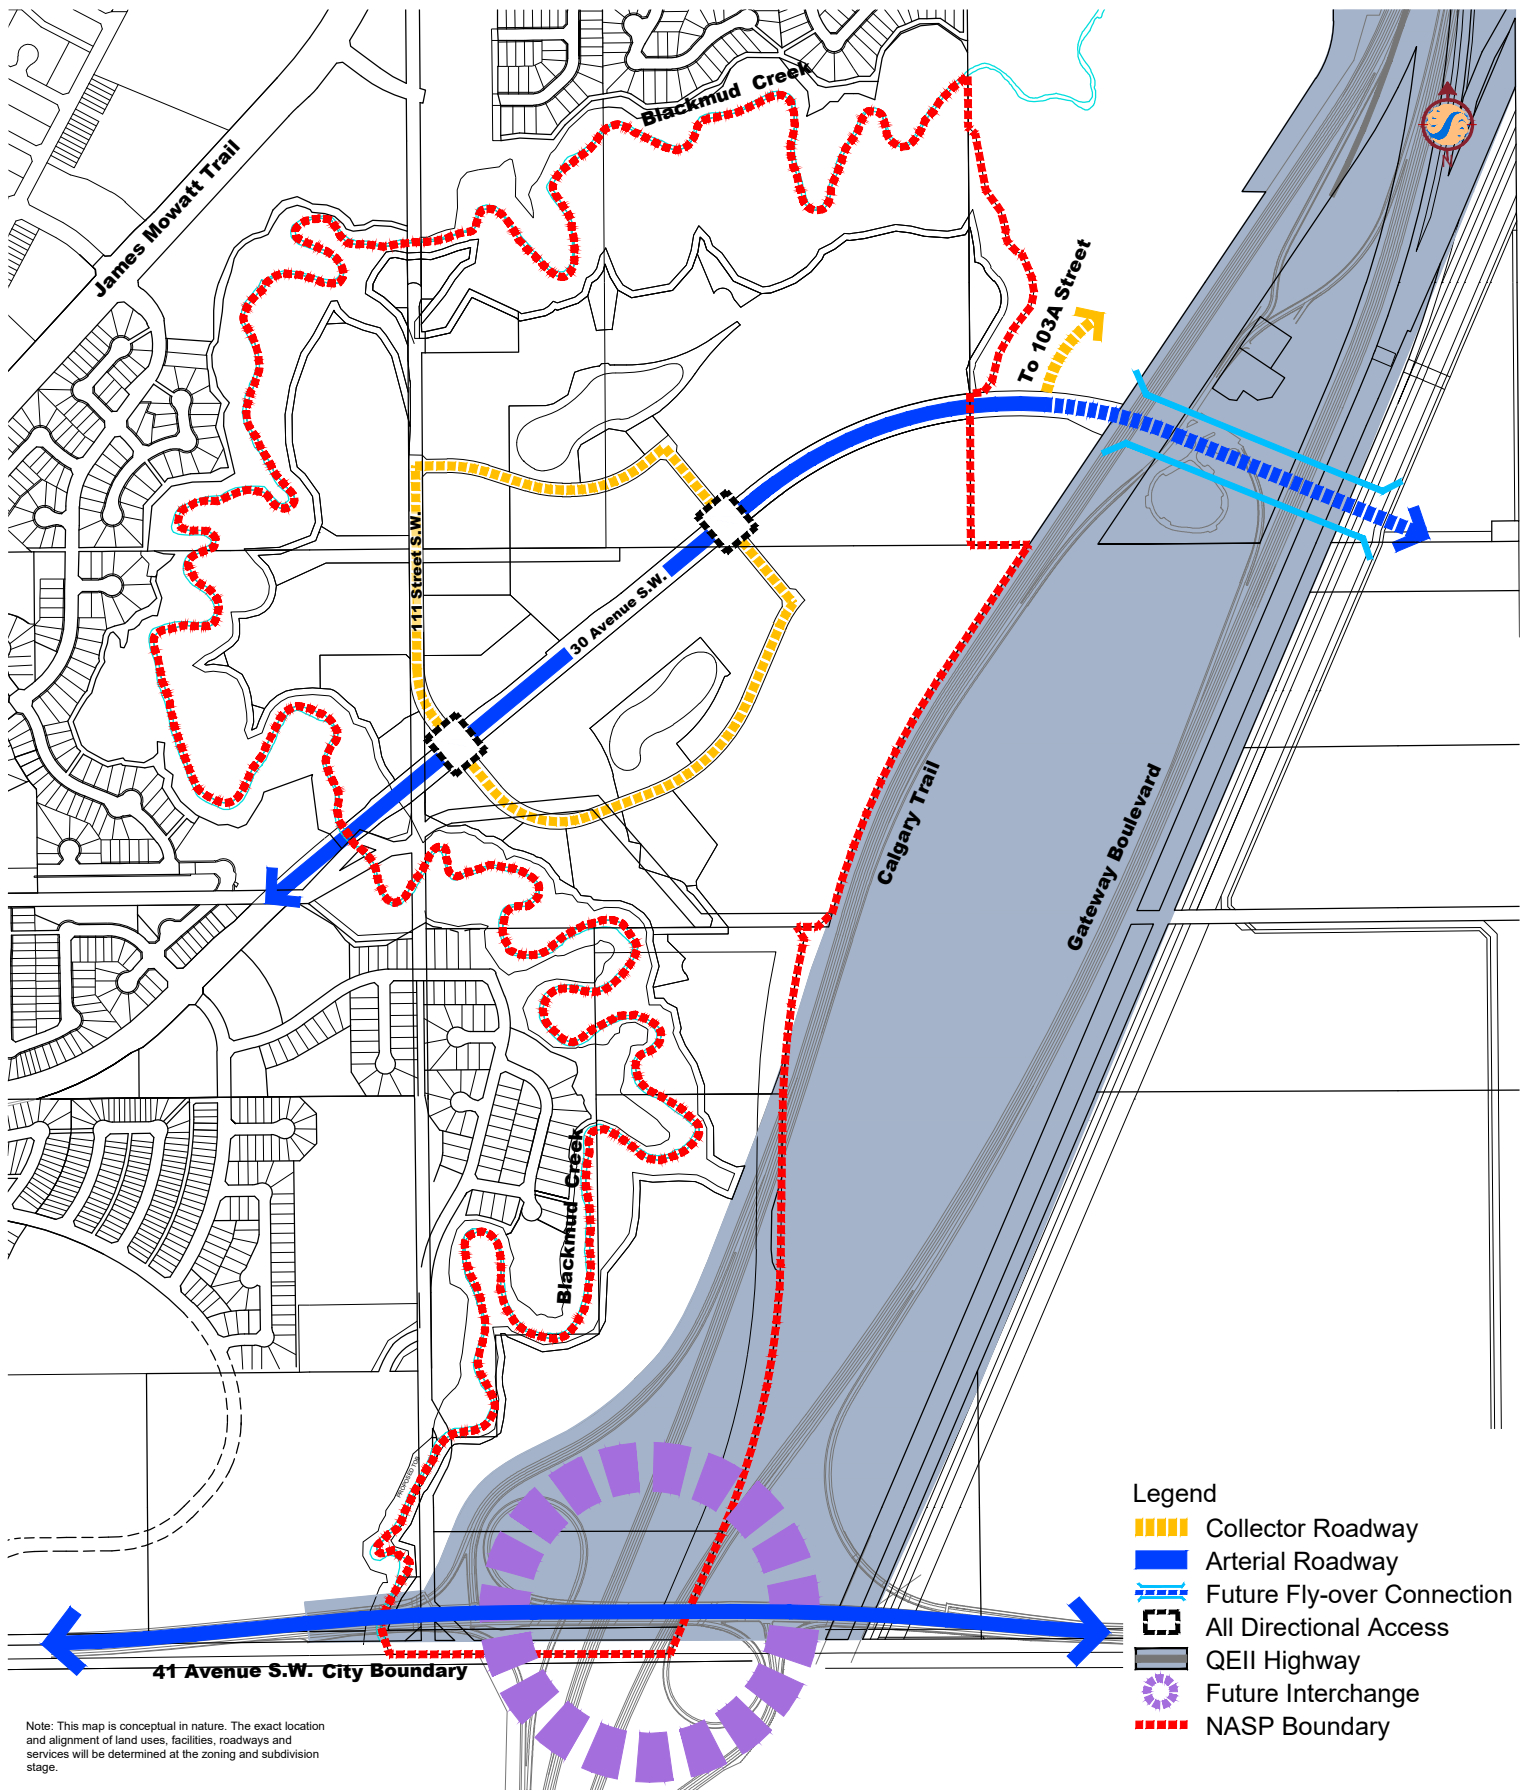 Blackmud Creek
James Mowatt Trail
To 103A Street
111 Street S.W.
30 Avenue S.W.
Calgary Trail
Gateway Boulevard
Blackmud Creek
41 Avenue S.W. City Boundary
Legend
Collector Roadway
Arterial Roadway
Future Fly-over Connection
All Directional Access
QEII Highway
Future Interchange
NASP Boundary
Note: This map is conceptual in nature. The exact location
and alignment of land uses, facilities, roadways and
services will be determined at the zoning and subdivision
stage.